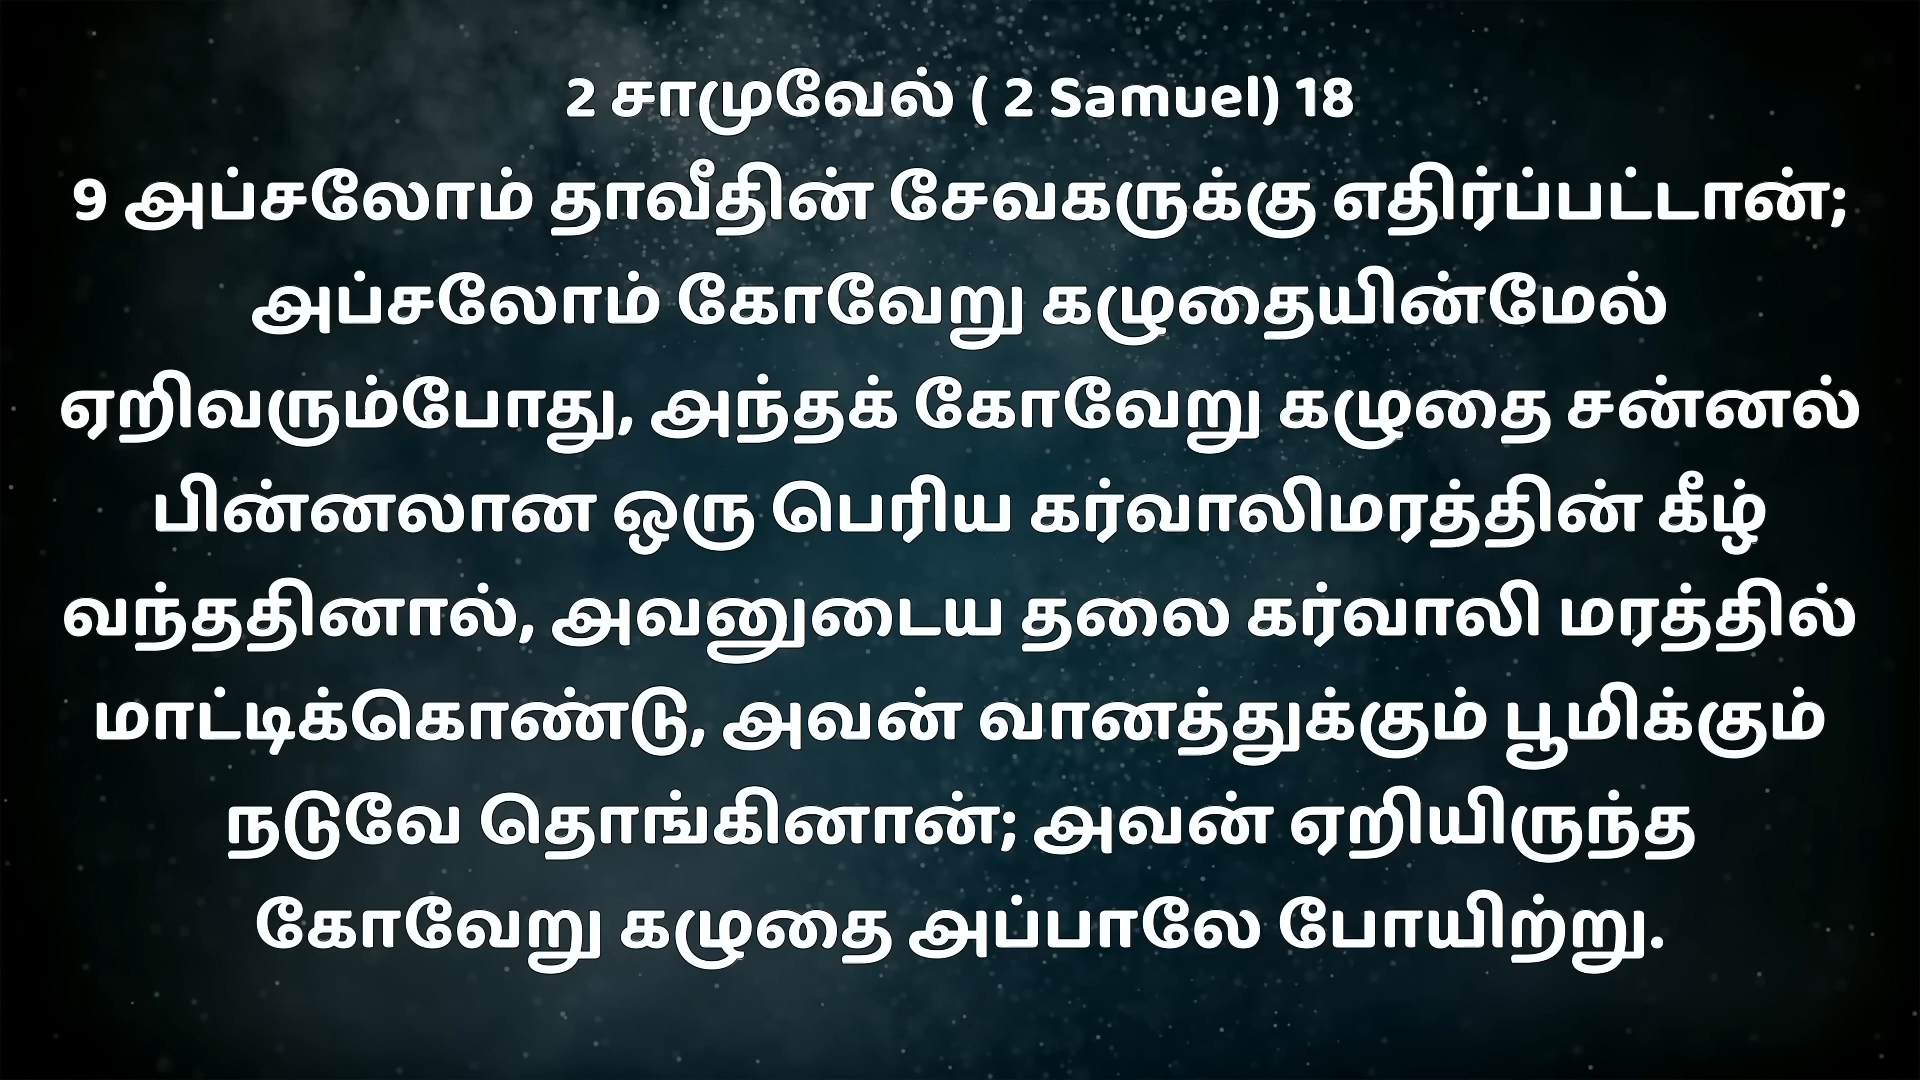 2 சாமுவேல் ( 2 Samuel) 18
9 அப்சலோம் தாவீதின் சேவகருக்கு எதிர்ப்பட்டான்;
அப்சலோம் கோவேறு கழுதையின்மேல்
ஏறிவரும்போது, அந்தக் கோவேறு கழுதை சன்னல்
பின்னலான ஒரு பெரிய கர்வாலிமரத்தின் கீழ்
வந்ததினால், அவனுடைய தலை கர்வாலி மரத்தில்
மாட்டிக்கொண்டு, அவன் வானத்துக்கும் பூமிக்கும்
நடுவே தொங்கினான்; அவன் ஏறியிருந்த
கோவேறு கழுதை அப்பாலே போயிற்று.